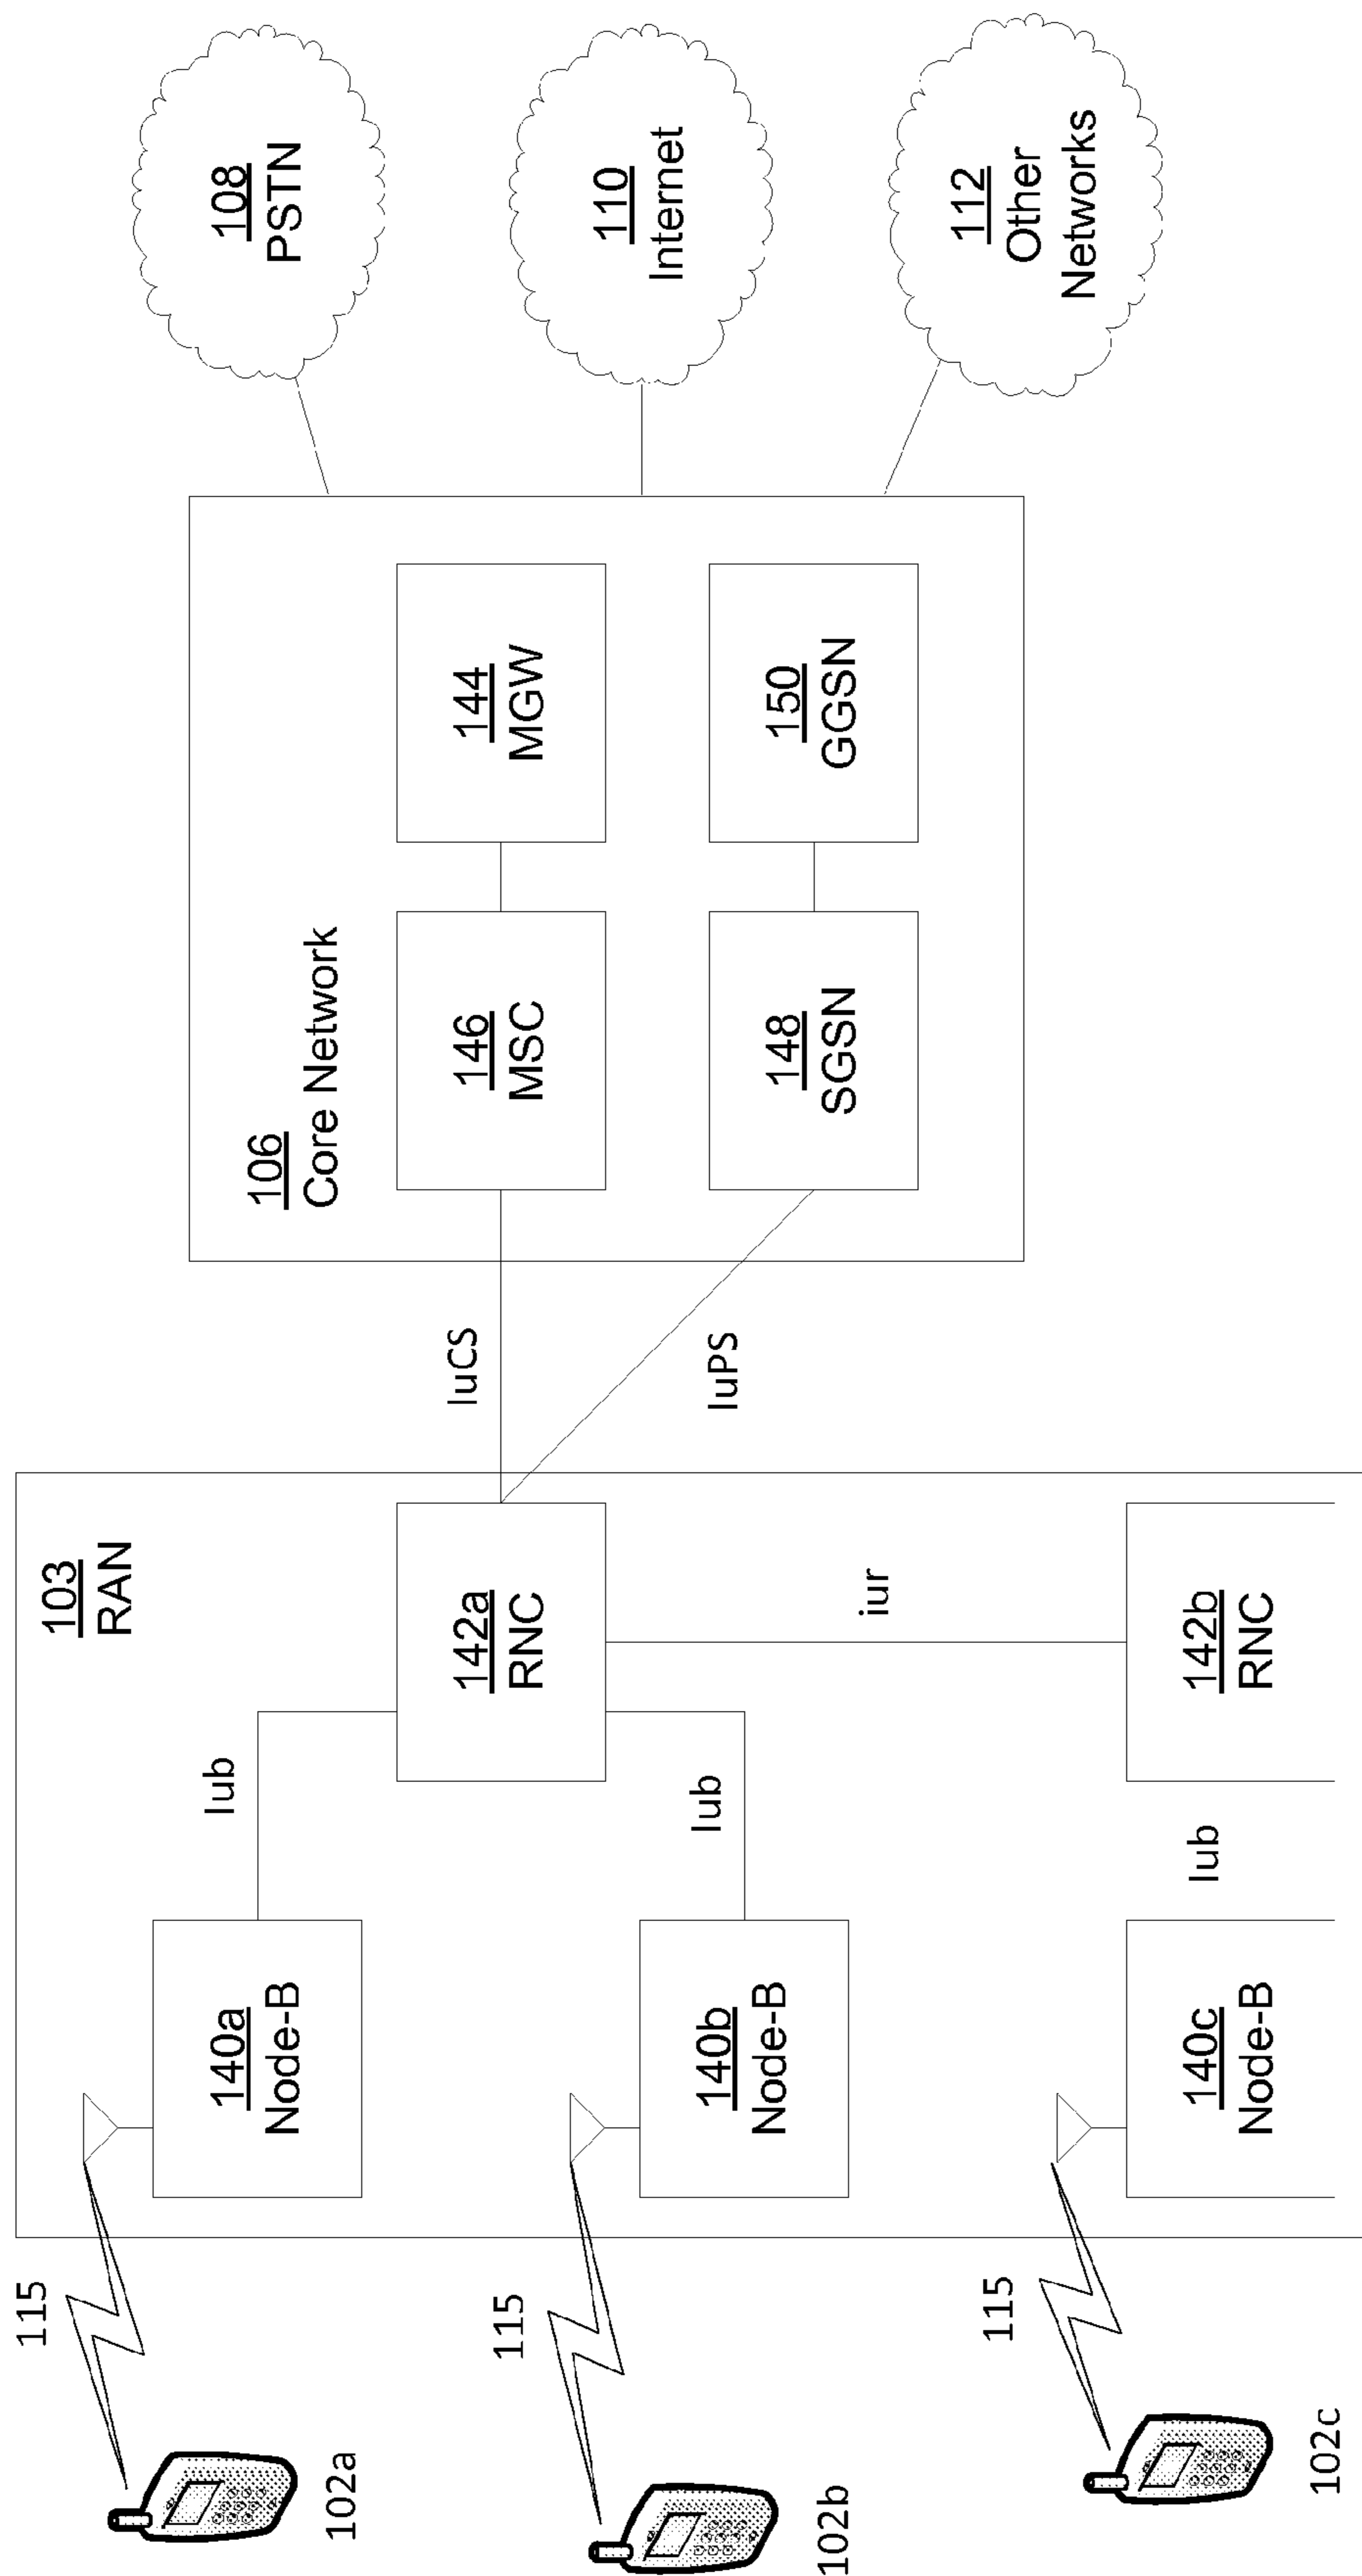 115
102a
115
102b
115
102c
103
RAN
140a
Node-B
Iub
142a
RNC
140b
Node-B
Iub
iur
140c
Node-B
Iub
142b
RNC
IuCS
IuPS
106
Core Network
146
MSC
144
MGW
148
SGSN
150
GGSN
108
PSTN
110
Internet
112
Other
Networks